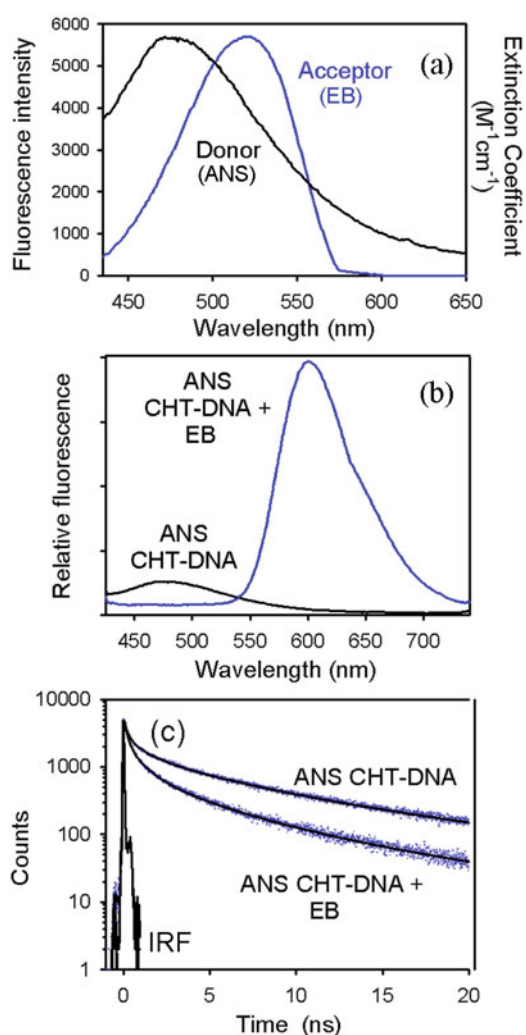 (a)
Fluorescence intensity
6000
5000
4000
3000
2000
1000
0
Acceptor
(EB)
Donor
(ANS)
Extinction Coefficient
(M⁻¹cm⁻¹)
450 500 550 600 650
Wavelength (nm)
(b)
Relative fluorescence
ANS
CHT-DNA +
EB
ANS
CHT-DNA
500 600 700
Wavelength (nm)
(c)
Counts
10000
1000
100
10
1
ANS CHT-DNA
ANS CHT-DNA +
EB
IRF
0 5 10 15 20
Time (ns)